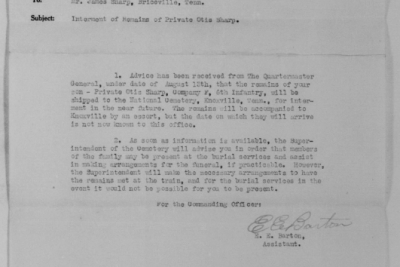 To: Mr. James Sharp, Briceville, Tenn.
Subject: Interment of Remains of Private Otis Sharp.
1. Advice has been received from The Quartermaster
General, under date of August 12th, that the remains of your
son - Private Otis Sharp, Company F, 6th Infantry, will be
shipped to the National Cemetery, Knoxville, Tenn., for inter-
ment in the near future. The remains will be accompanied to
Knoxville by an escort, but the date on which they will arrive
is not now known to this office.
2. As soon as information is available, the Super-
intendent of the Cemetery will advise you in order that members
of the family may be present at the burial services and assist
in making arrangements for the funeral, if practicable. However,
the Superintendent will make the necessary arrangements to have
the remains met at the train, and for the burial services in the
event it would not be possible for you to be present.
For the Commanding Officer:
E E Barton
E. E. Barton,
Assistant.